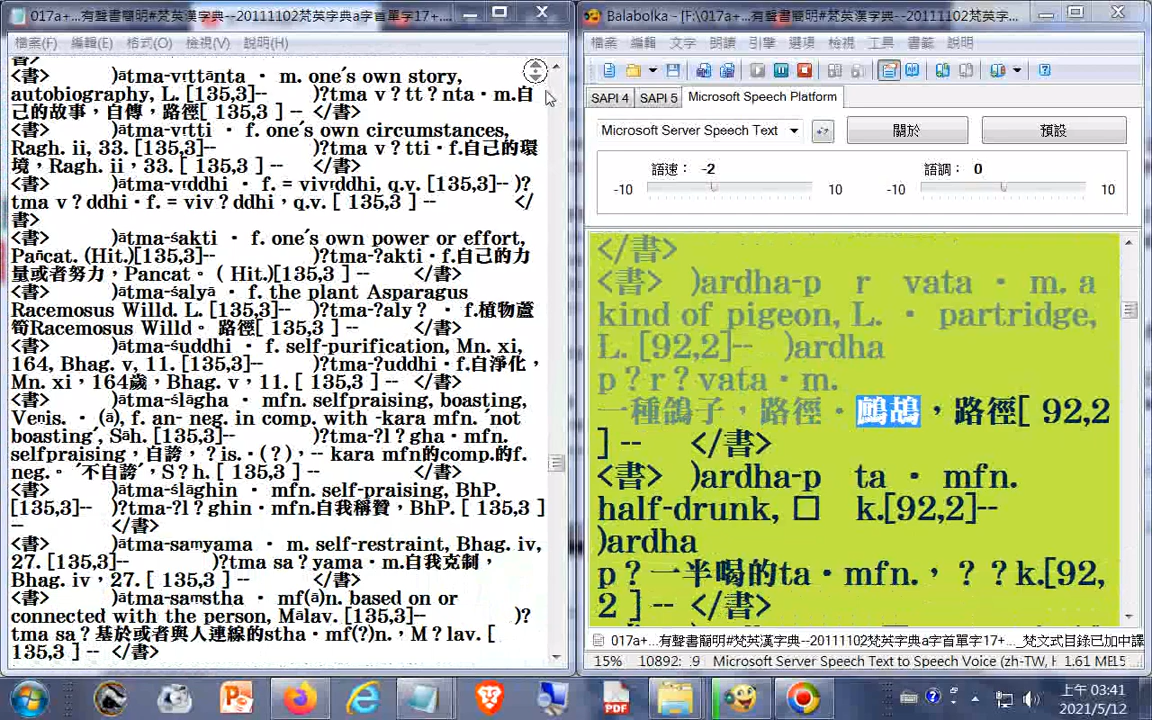 017a+...有聲書簡明#梵英漢字典--20111102梵英字典a字首單字17+...
檔案(F) 編輯(E) 格式(O) 檢視(V) 說明(H)
書>
<書> )ātma-vṛttānta · m. one's own story,
autobiography, L. [135,3]-- )?tma v?tt?nta·m.自
己的故事，自傳，路徑[ 135,3 ] -- </書>
<書> )ātma-vṛtti · f. one's own circumstances,
Ragh. ii, 33. [135,3]-- )?tma v?tti·f.自己的環
境，Ragh. ii，33. [ 135,3 ] -- </書>
<書> )ātma-vṛddhi · f. = vivṛddhi, q.v. [135,3]-- )?
tma v?ddhi·f. = viv?ddhi，q.v. [ 135,3 ] -- </
書>
<書> )ātma-śakti · f. one's own power or effort,
Pañcat. (Hit.)[135,3]-- )?tma-?akti·f.自己的力
量或者努力，Pancat。 ( Hit.)[135,3 ] -- </書>
<書> )ātma-śalyā · f. the plant Asparagus
Racemosus Willd. L. [135,3]-- )?tma-?aly? · f.植物蘆
筍Racemosus Willd。 路徑[ 135,3 ] -- </書>
<書> )ātma-śuddhi · f. self-purification, Mn. xi,
164, Bhag. v, 11. [135,3]-- )?tma-?uddhi·f.自淨化，
Mn. xi，164歲，Bhag. v，11. [ 135,3 ] -- </書>
<書> )ātma-ślāgha · mfn. selfpraising, boasting,
Veṇis. · (ā), f. an- neg. in comp. with -kara mfn. 'not
boasting', Sāh. [135,3]-- )?tma-?l?gha·mfn.
selfpraising，自誇，?is.·(?)，-- kara mfn的comp.的f.
neg。 '不自誇'，S?h. [ 135,3 ] -- </書>
<書> )ātma-ślāghin · mfn. self-praising, BhP.
[135,3]-- )?tma-?l?ghin·mfn.自我稱贊，BhP. [ 135,3 ]
-- </書>
<書> )ātma-saṃyama · m. self-restraint, Bhag. iv,
27. [135,3]-- )?tma sa?yama·m.自我克制，
Bhag. iv，27. [ 135,3 ] -- </書>
<書> )ātma-saṃstha · mf(ā)n. based on or
connected with the person, Mālav. [135,3]-- )?
tma sa?基於或者與人連線的stha·mf(?)n.，M?lav. [
135,3 ] -- </書>
Balabolka - [F:\017a+...有聲書簡明#梵英漢字典--20111102梵英字...
檔案 編輯 文字 朗讀 引擎 選項 檢視 工具 書籤 說明
SAPI 4 SAPI 5 Microsoft Speech Platform
Microsoft Server Speech Text 關於 預設
語速: -2 語調: 0
-10 10 -10 10
</書>
<書> )ardha-p r vata · m. a
kind of pigeon, L. · partridge,
L. [92,2]-- )ardha
p?r?vata·m.
一種鴿子，路徑·鷓鴣，路徑[ 92,2
] -- </書>
<書> )ardha-p ta · mfn.
half-drunk, □ k.[92,2]--
)ardha
p?一半喝的ta·mfn.，??k.[92,
2 ] -- </書>
017a+...有聲書簡明#梵英漢字典--20111102梵英字典a字首單字17+..._梵文式目錄已加中譯
15% 10892: Microsoft Server Speech Text to Speech Voice (zh-TW, H 1.61 МЕБ
PDF
上午 03:41
2021/5/12